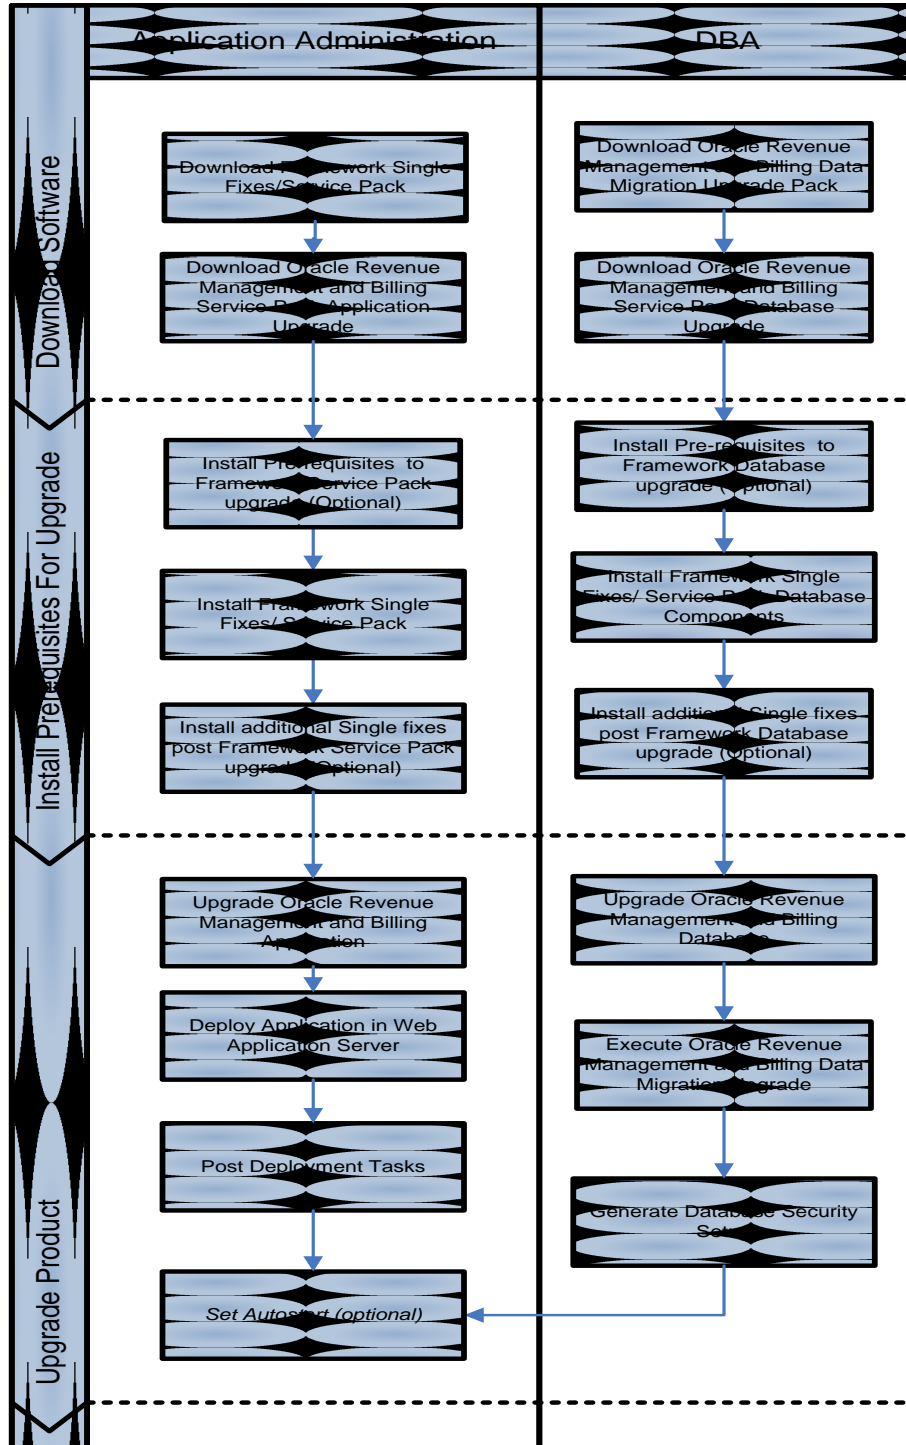 Application Administration
DBA
Download Software
Download Framework Single
Fixes/Service Pack
Download Oracle Revenue
Management and Billing
Service Pack Application
Upgrade
Download Oracle Revenue
Management and Billing Data
Migration Upgrade Pack
Download Oracle Revenue
Management and Billing
Service Pack Database
Upgrade
Install Prerequisites For Upgrade
Install Pre-requisites to
Framework Service Pack
upgrade (Optional)
Install Framework Single
Fixes/ Service Pack
Install additional Single fixes
post Framework Service Pack
upgrade (Optional)
Install Pre-requisites to
Framework Database
upgrade (Optional)
Install Framework Single
Fixes/ Service Pack Database
Components
Install additional Single fixes
post Framework Database
upgrade (Optional)
Upgrade Product
Upgrade Oracle Revenue
Management and Billing
Application
Deploy Application in Web
Application Server
Post Deployment Tasks
Set Autostart (optional)
Upgrade Oracle Revenue
Management and Billing
Database
Execute Oracle Revenue
Management and Billing Data
Migration Upgrade
Generate Database Security
Setup